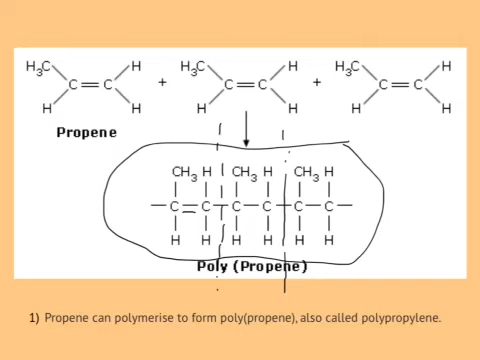 H₃C H H₃C H H₃C H
C=C + C=C + C=C
H H H H H H
Propene
CH₃ H CH₃ H CH₃ H
—C—C—C—C—C—C—
H H H H H H
Poly (Propene)
1) Propene can polymerise to form poly(propene), also called polypropylene.